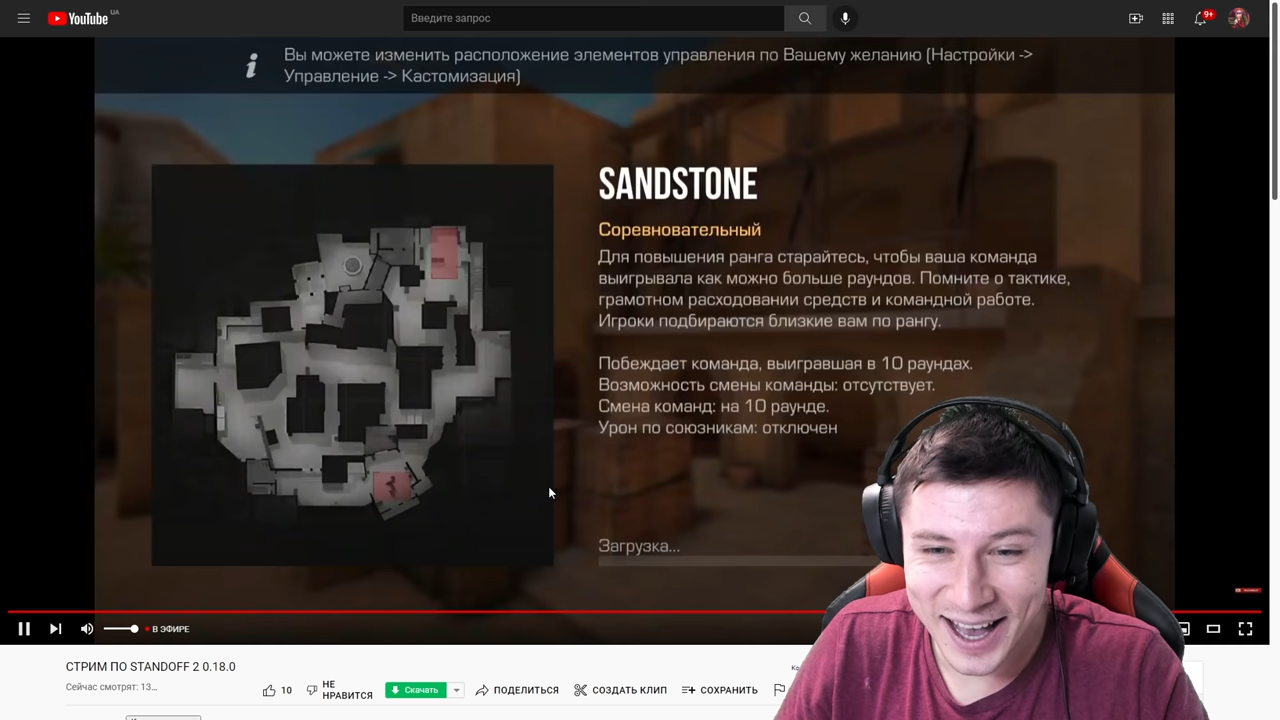 YouTube UA
Введите запрос
9+
Вы можете изменить расположение элементов управления по Вашему желанию (Настройки ->
Управление -> Кастомизация)
SANDSTONE
Соревновательный
Для повышения ранга старайтесь, чтобы ваша команда
выигрывала как можно больше раундов. Помните о тактике,
грамотном расходовании средств и командной работе.
Игроки подбираются близкие вам по рангу.
Побеждает команда, выигравшая в 10 раундах.
Возможность смены команды: отсутствует.
Смена команд: на 10 раунде.
Урон по союзникам: отключен
Загрузка...
В ЭФИРЕ
СТРИМ ПО STANDOFF 2 0.18.0
Сейчас смотрят: 13...
10
НЕ
НРАВИТСЯ
Скачать
ПОДЕЛИТЬСЯ
СОЗДАТЬ КЛИП
СОХРАНИТЬ